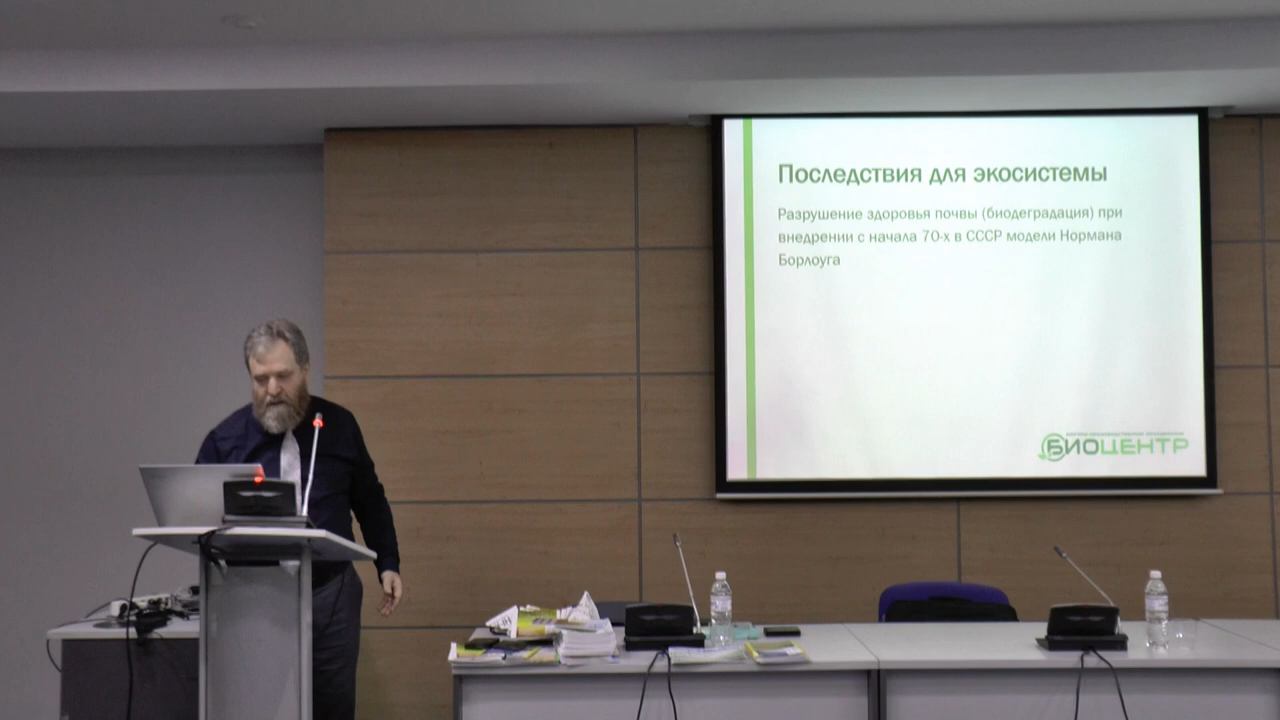 Последствия для экосистемы
Разрушение здоровья почвы (биодеградация) при
внедрении с начала 70-х в СССР модели Нормана
Борлоуга
БИОЦЕНТР